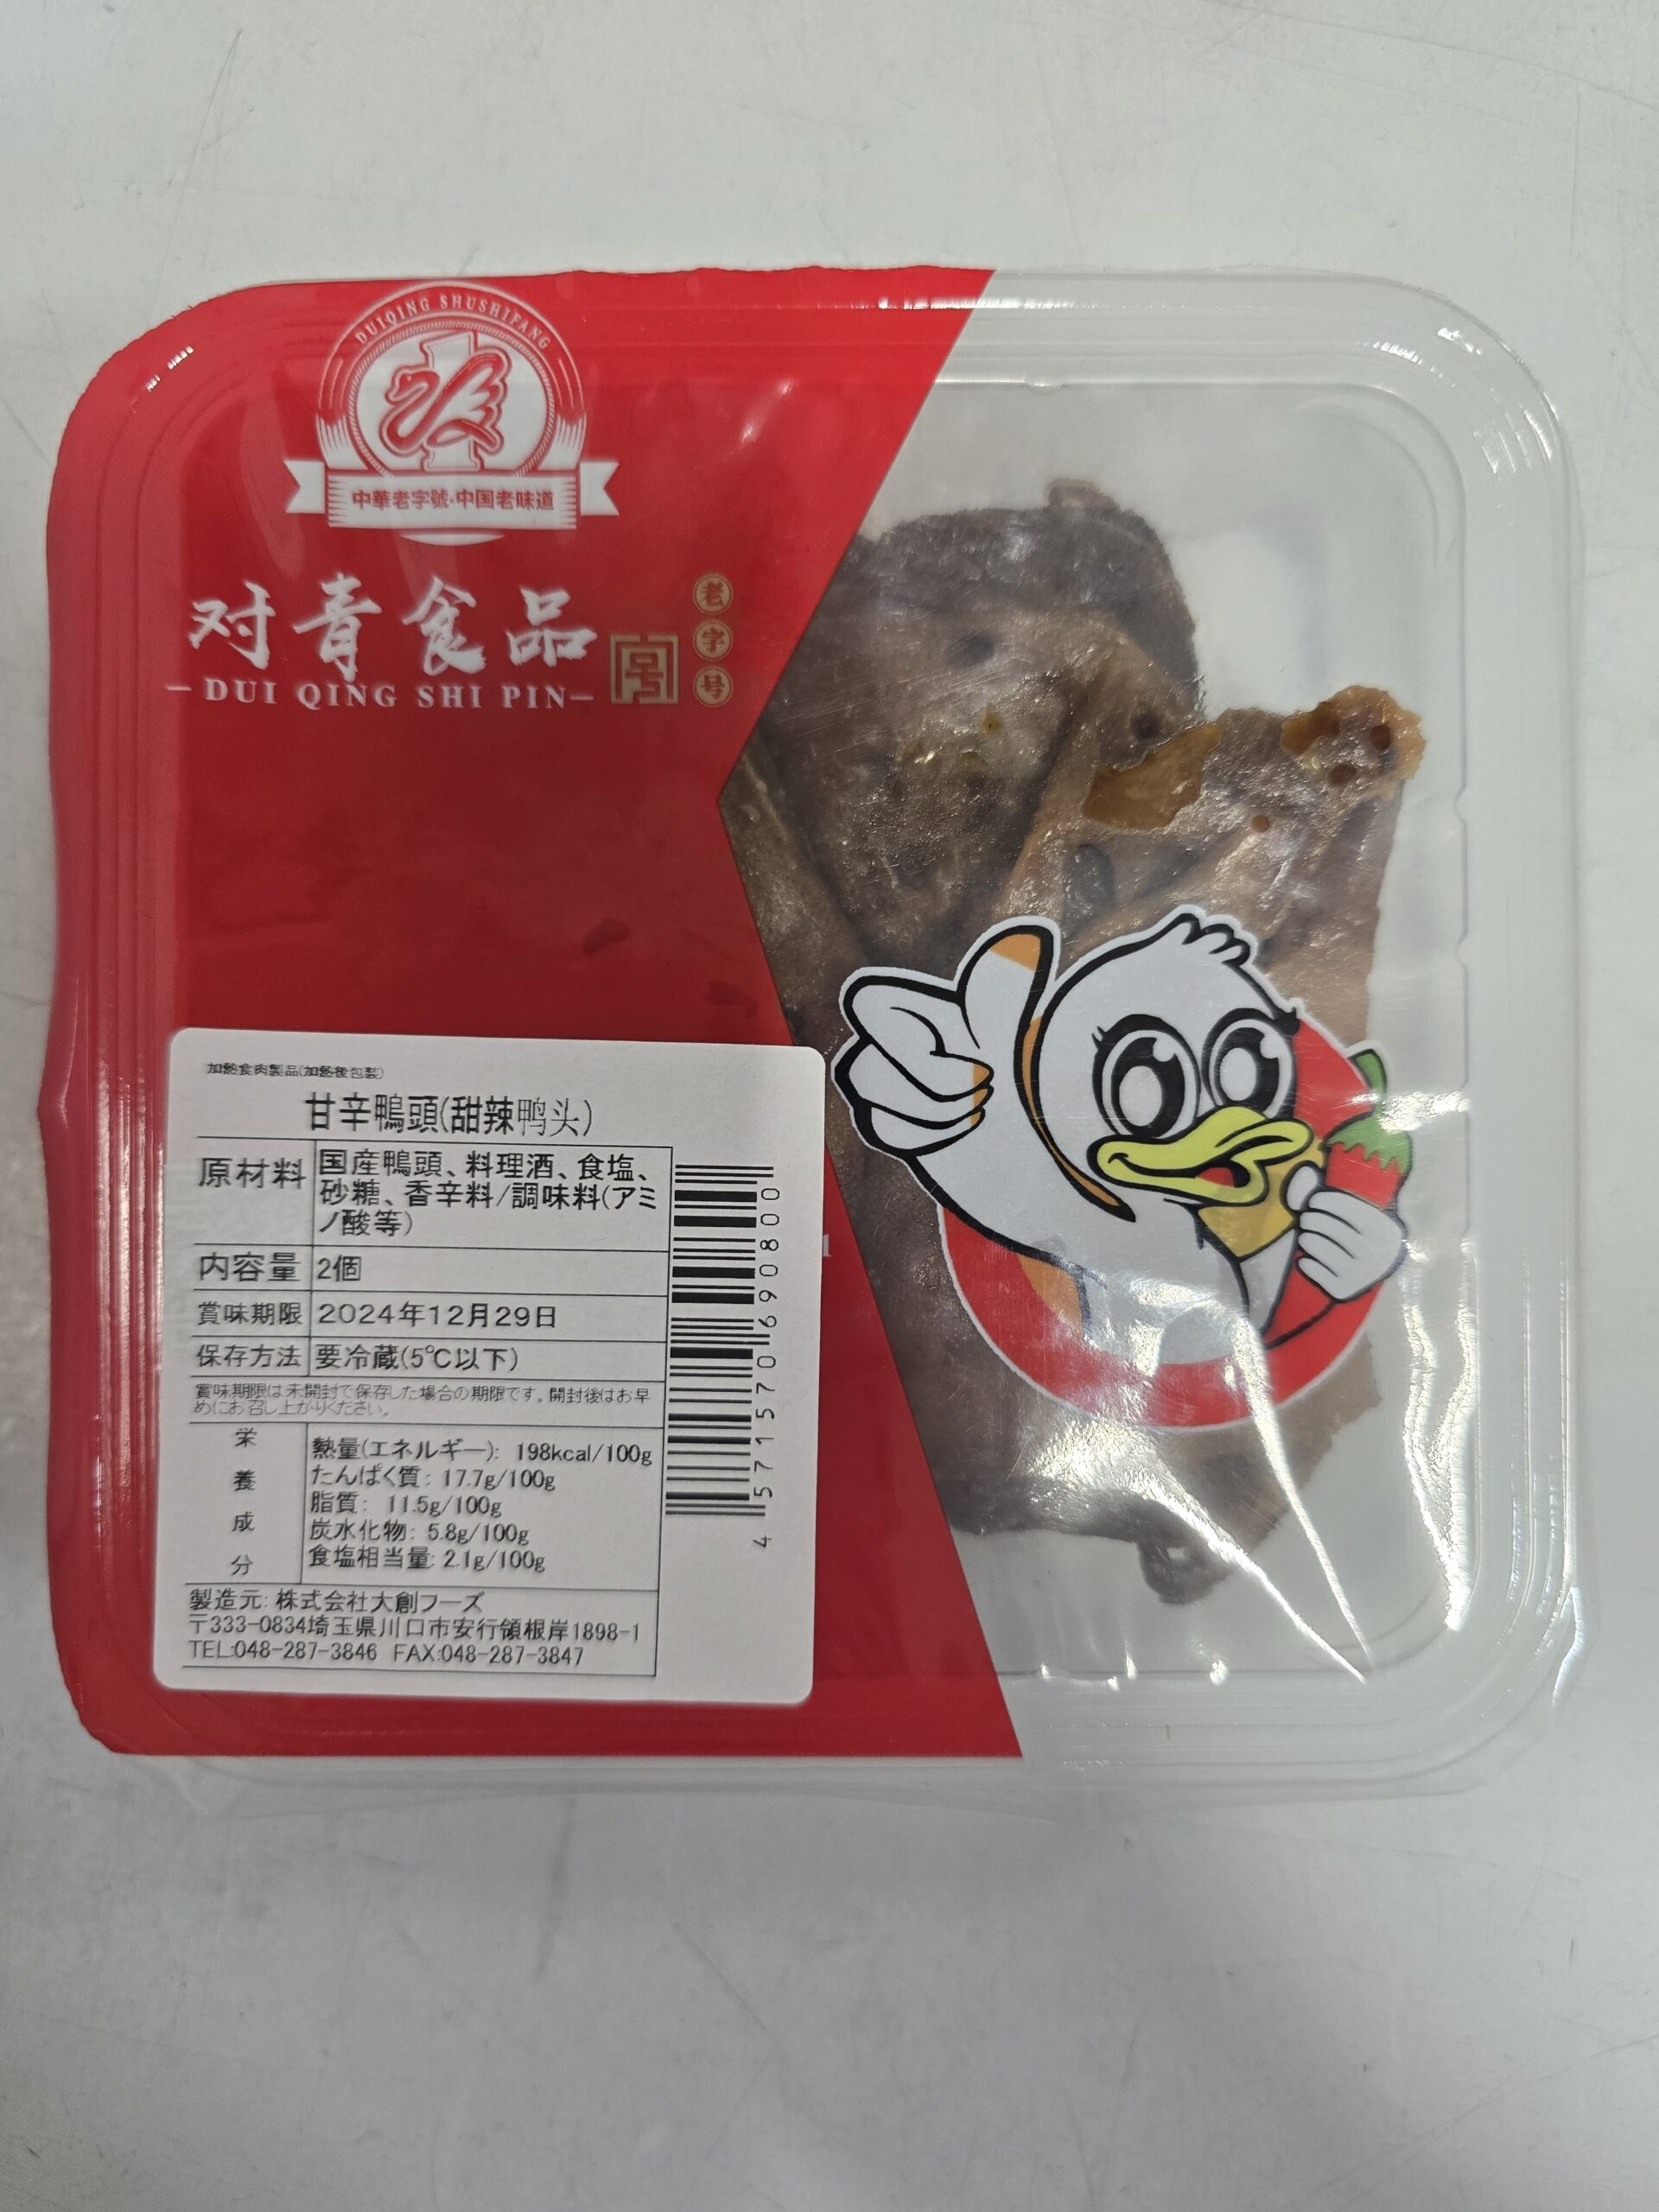 DUIQING SHUSHIFANG
中華老字號·中国老味道
对青食品
老字号
号
DUI QING SHI PIN
加熱食肉製品(加熱後包装)
甘辛鴨頭(甜辣鸭头)
原材料 国産鴨頭、料理酒、食塩、
砂糖、香辛料/調味料(アミ
ノ酸等)
内容量 2個
賞味期限 2024年12月29日
保存方法 要冷蔵(5℃以下)
賞味期限は未開封で保存した場合の期限です。開封後はお早
めにお召し上がりください。
栄養成分
熱量(エネルギー): 198kcal/100g
たんぱく質: 17.7g/100g
脂質: 11.5g/100g
炭水化物: 5.8g/100g
食塩相当量: 2.1g/100g
製造元: 株式会社大創フーズ
〒333-0834埼玉県川口市安行領根岸1898-1
TEL:048-287-3846 FAX:048-287-3847
4571570690800